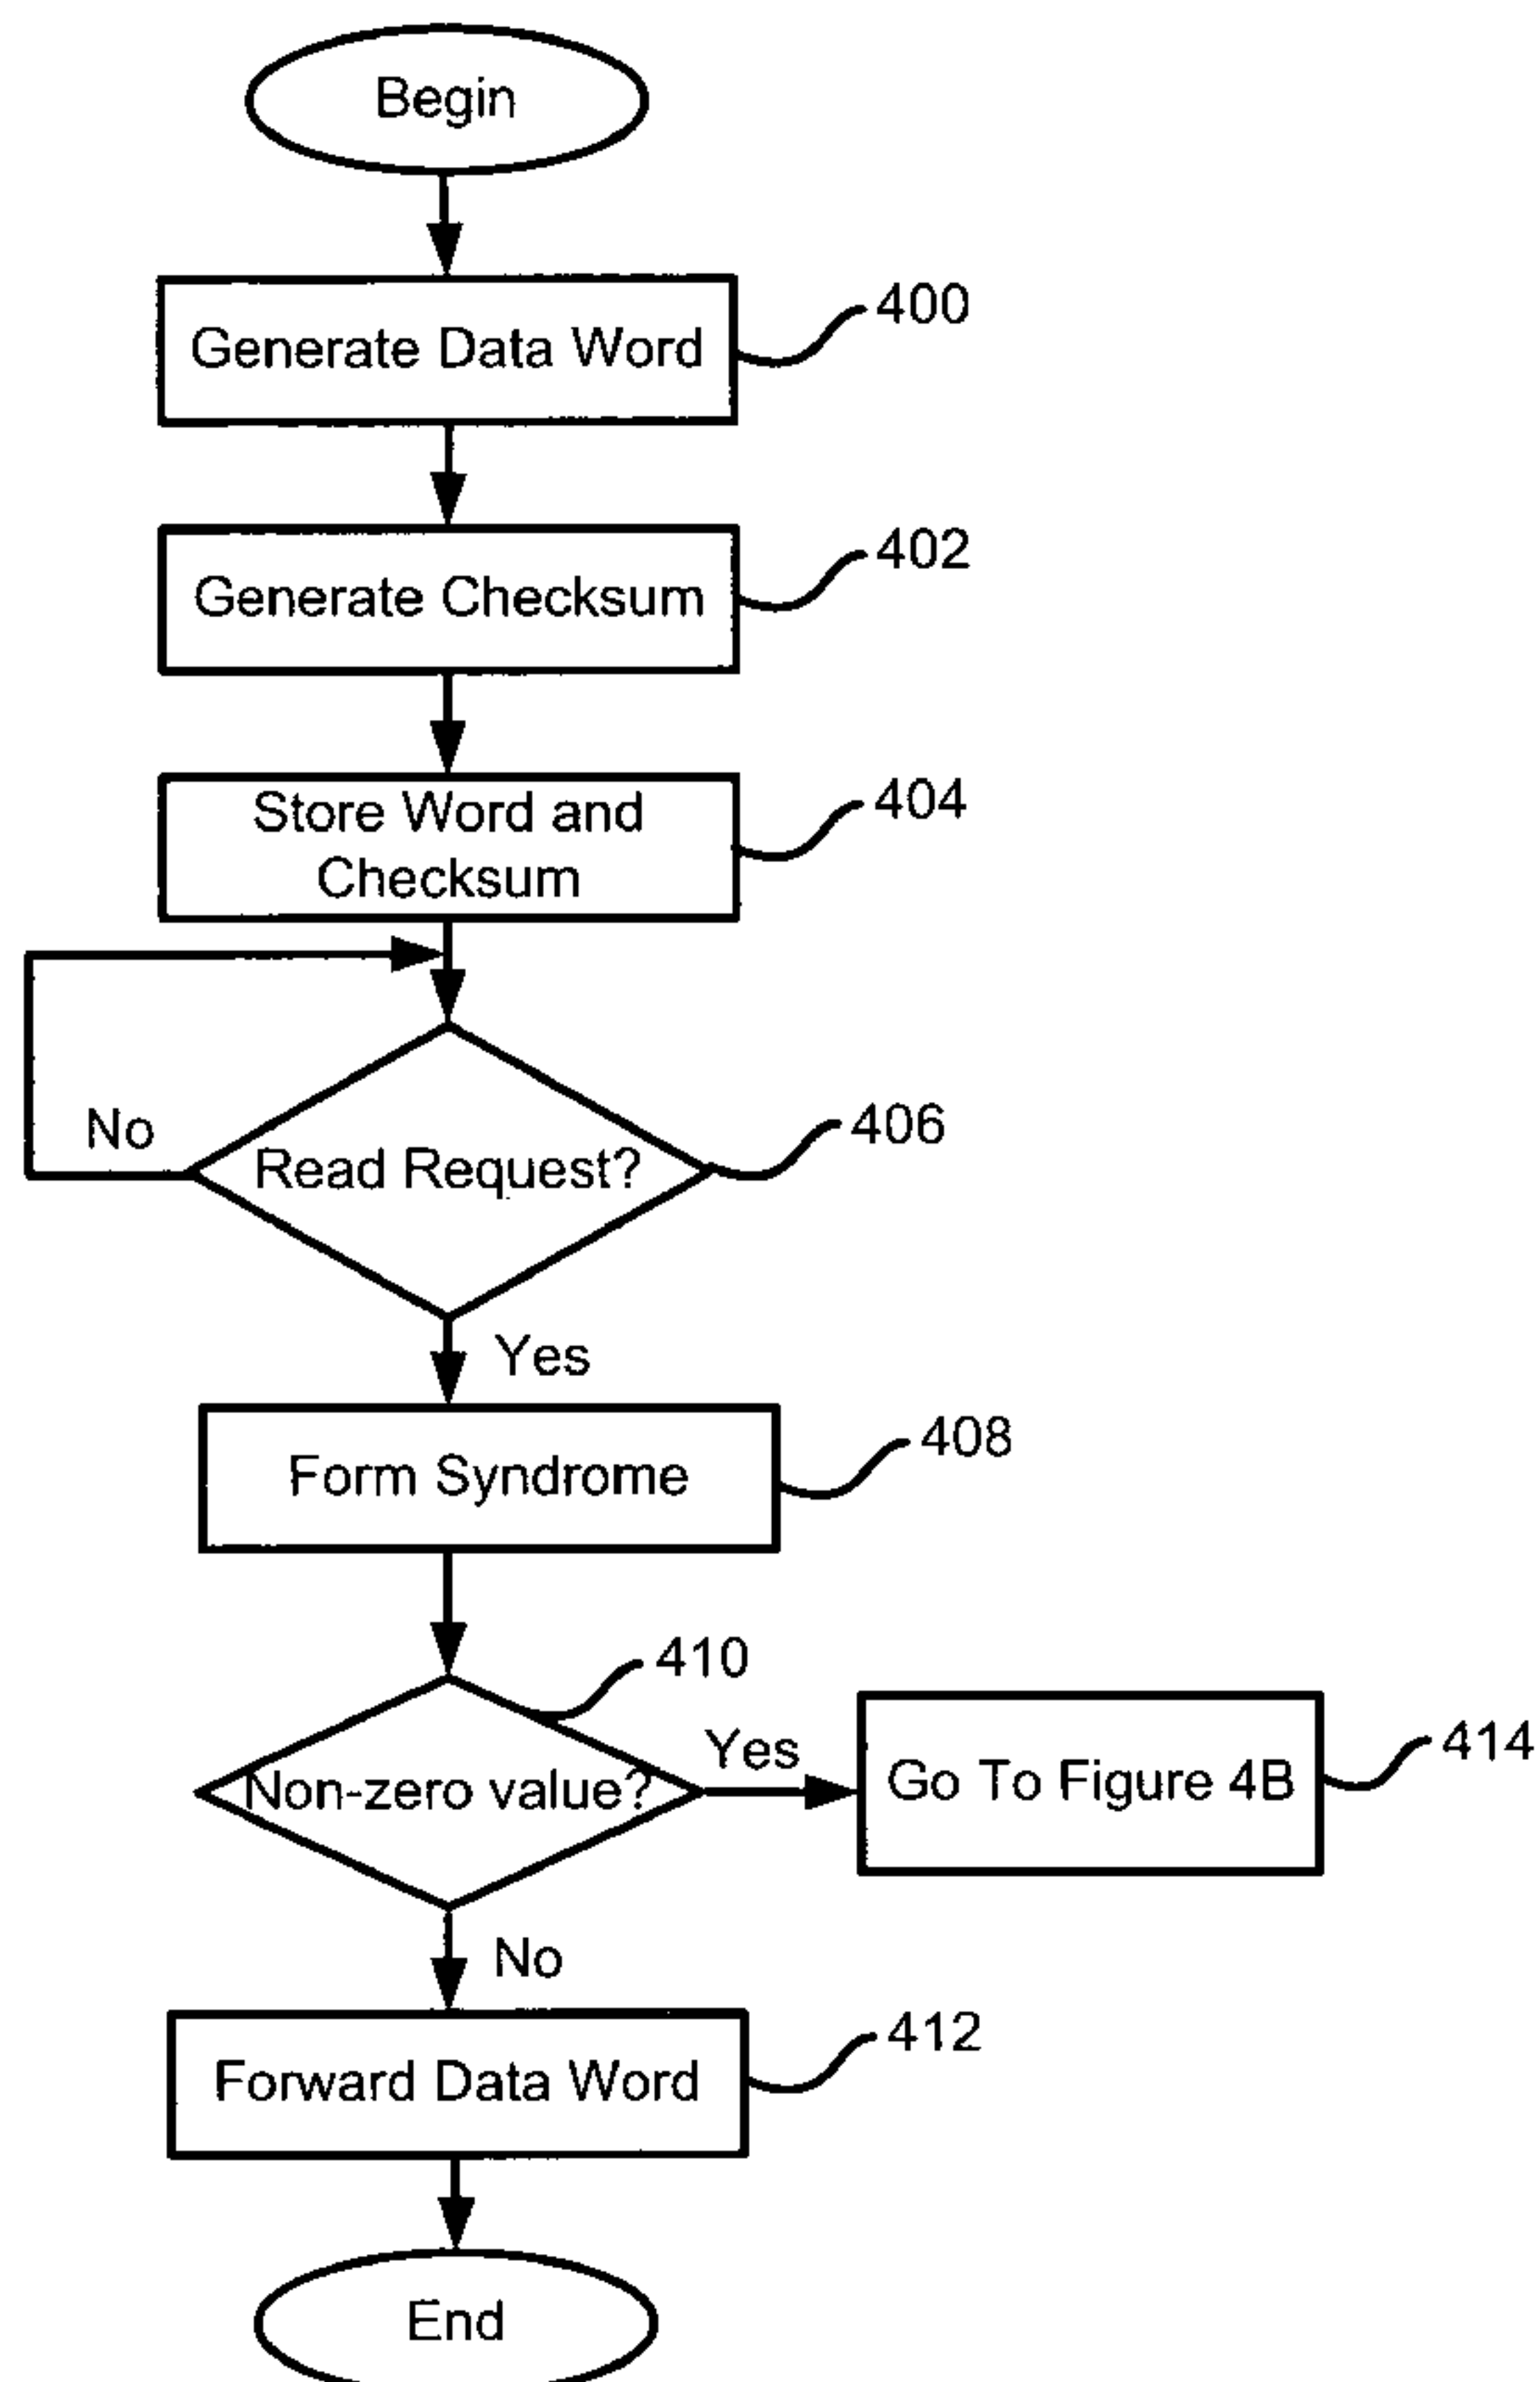 Begin
Generate Data Word
400
Generate Checksum
402
Store Word and
Checksum
404
No
Read Request?
406
Yes
Form Syndrome
408
410
Non-zero value?
Yes
Go To Figure 4B
414
No
Forward Data Word
412
End